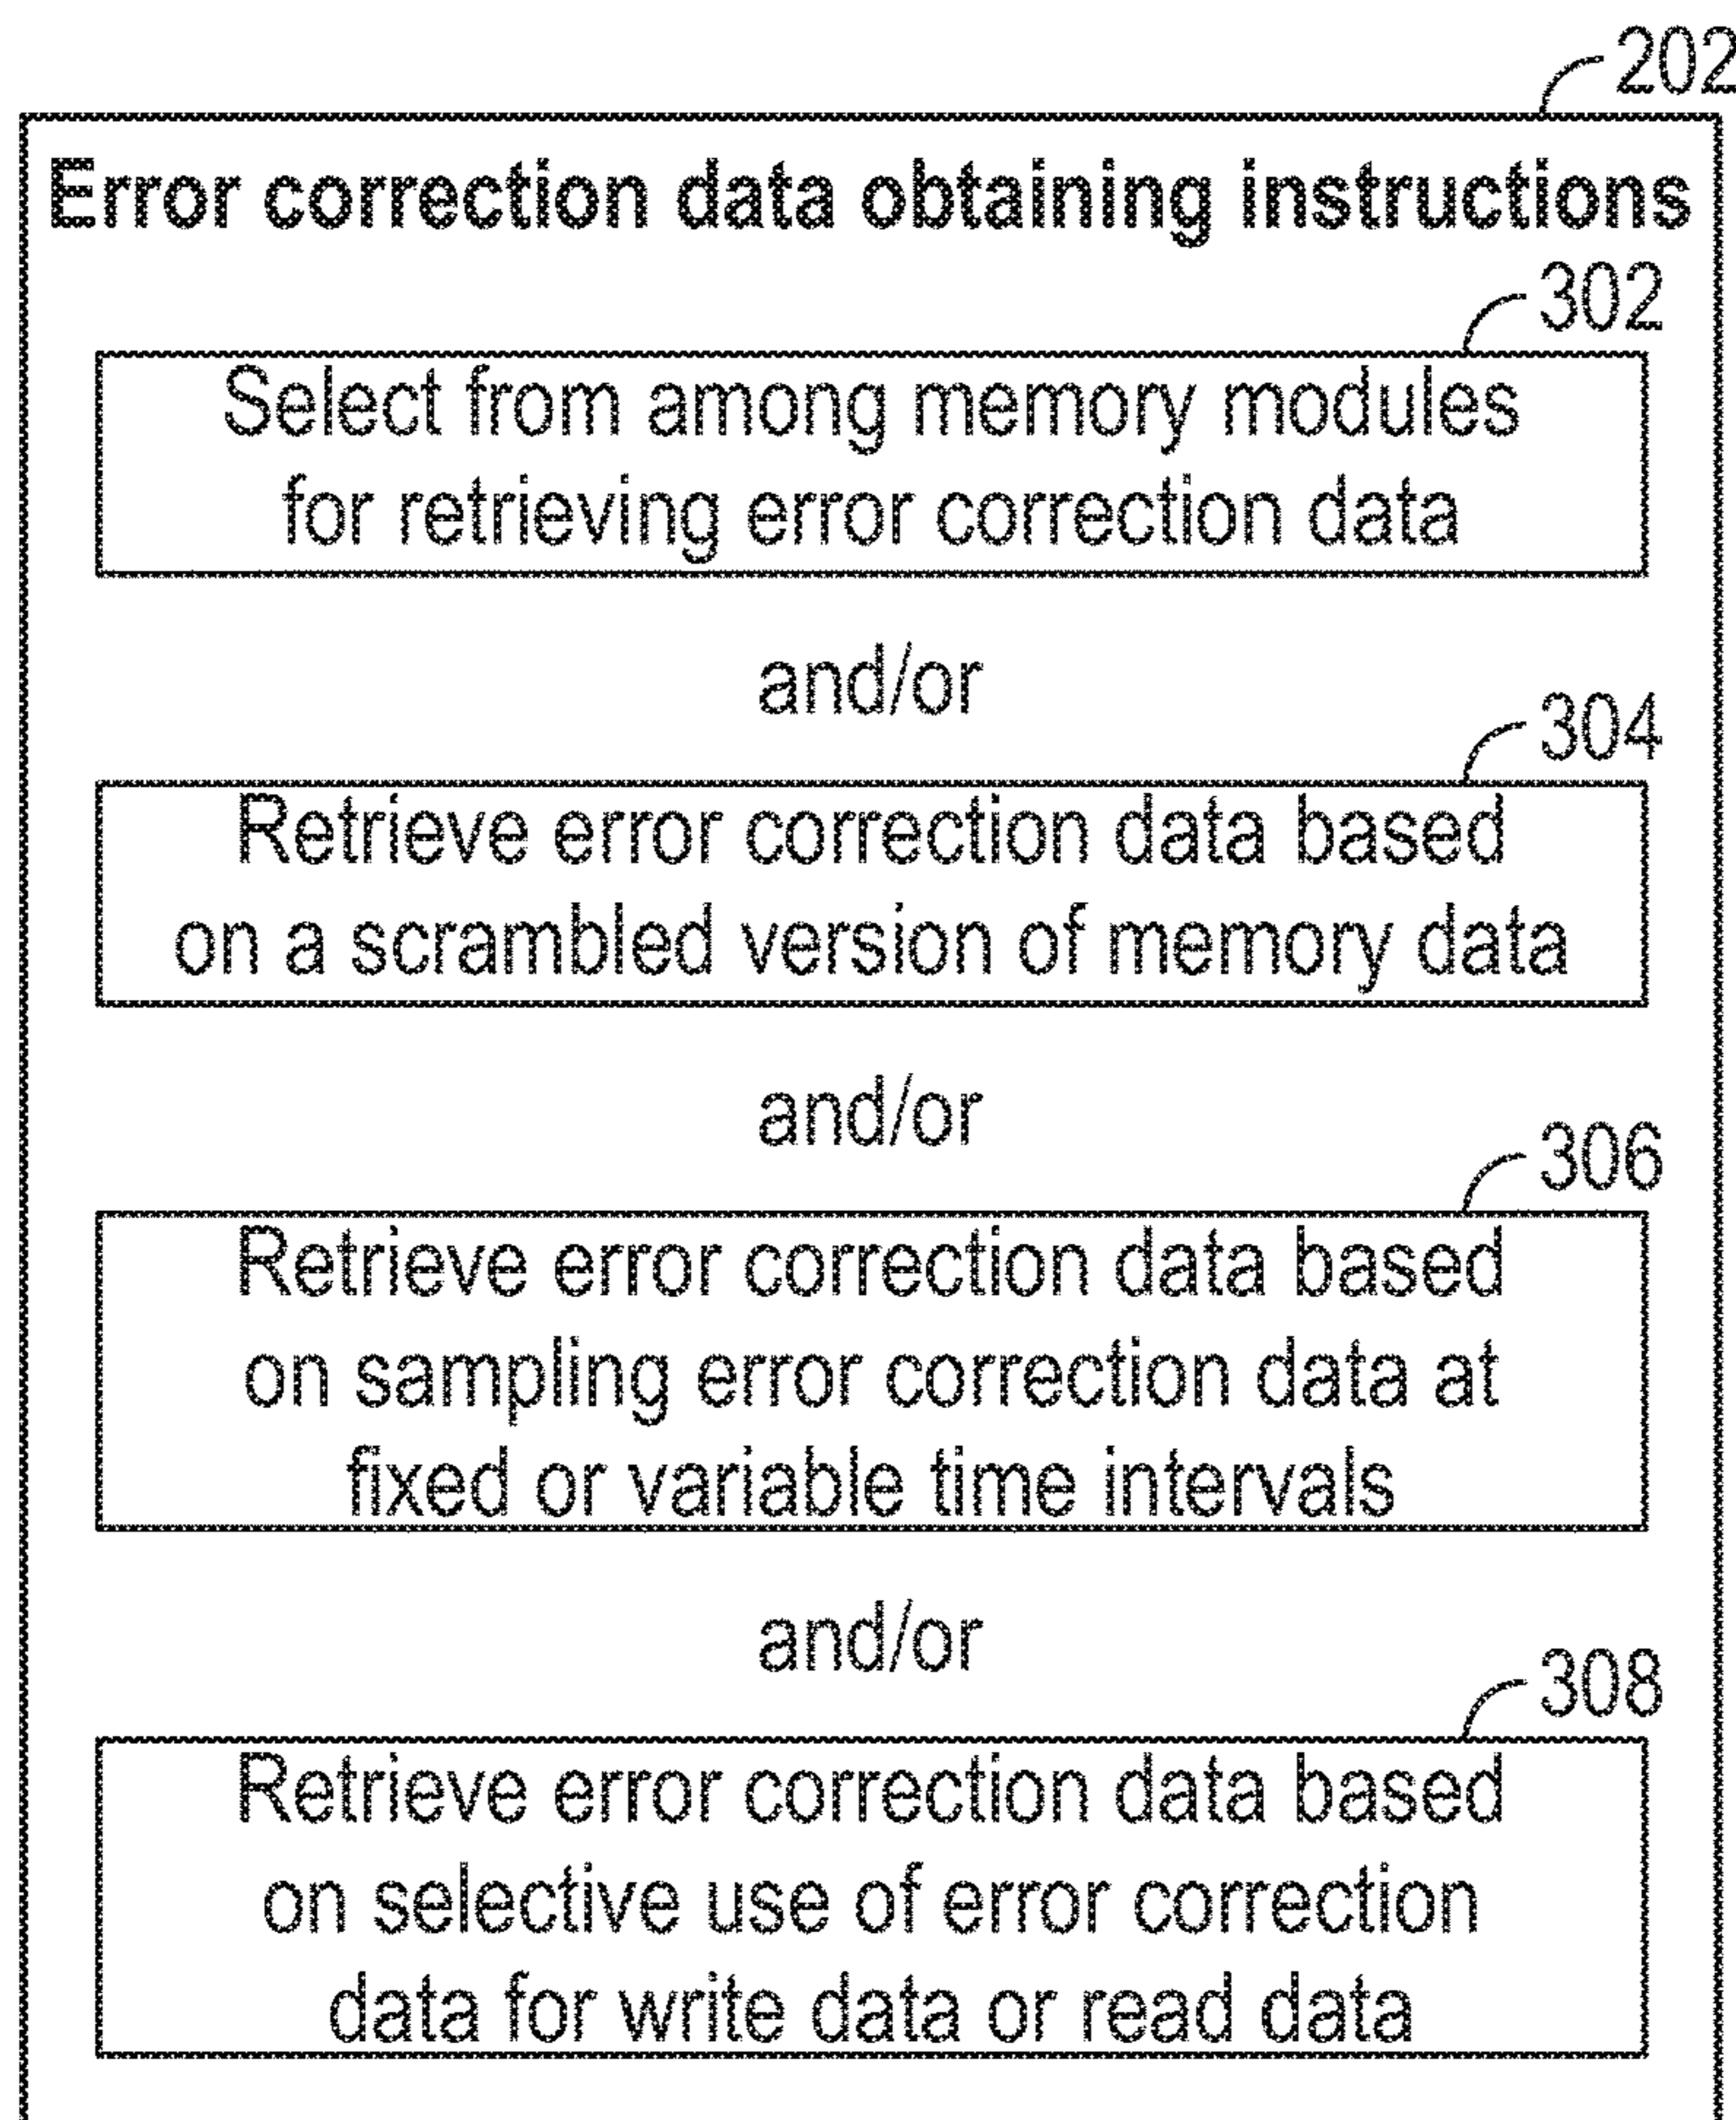 202
Error correction data obtaining instructions
302
Select from among memory modules
for retrieving error correction data
and/or
304
Retrieve error correction data based
on a scrambled version of memory data
and/or
306
Retrieve error correction data based
on sampling error correction data at
fixed or variable time intervals
and/or
308
Retrieve error correction data based
on selective use of error correction
data for write data or read data